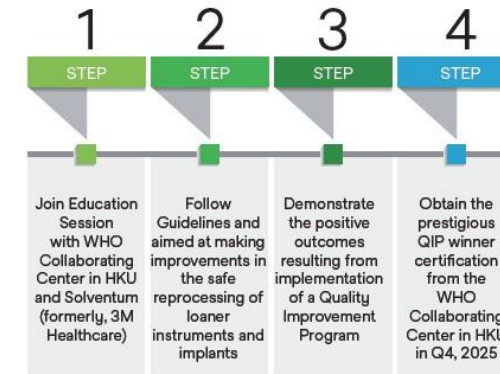 1
STEP
Join Education
Session
with WHO
Collaborating
Center in HKU
and Solventum
(formerly, 3M
Healthcare)
2
STEP
Follow
Guidelines and
aimed at making
improvements in
the safe
reprocessing of
loaner
instruments and
implants
3
STEP
Demonstrate
the positive
outcomes
resulting from
implementation
of a Quality
Improvement
Program
4
STEP
Obtain the
prestigious
QIP winner
certification
from the
WHO
Collaborating
Center in HKU
in Q4, 2025